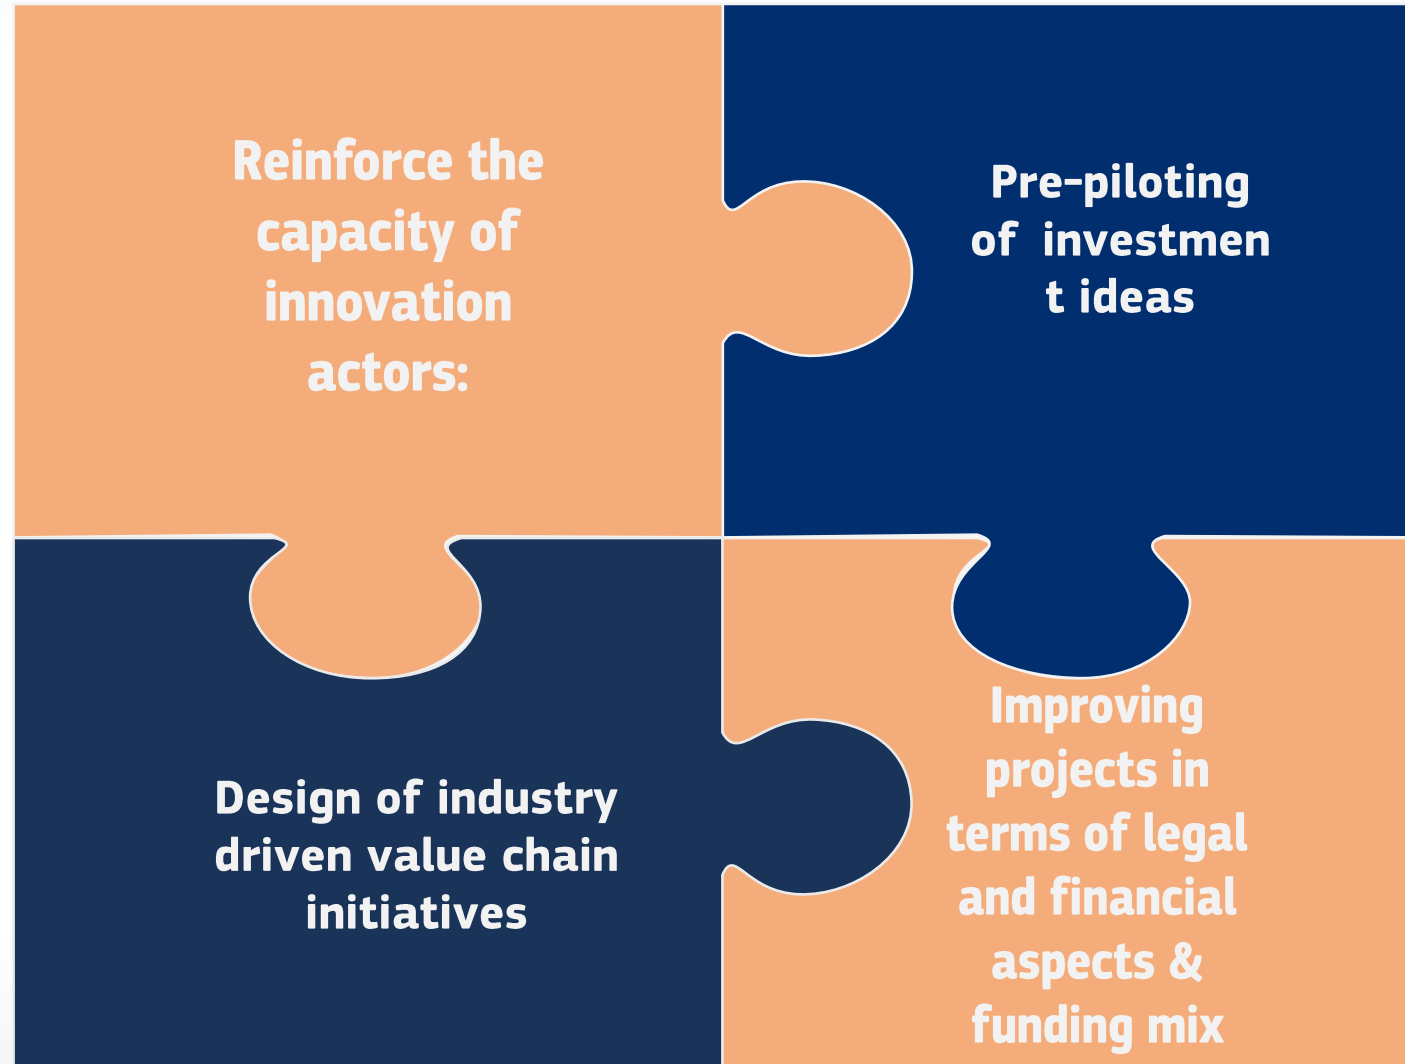 Reinforce the
capacity of
innovation
actors:
Pre-piloting
of investmen
t ideas
Design of industry
driven value chain
initiatives
Improving
projects in
terms of legal
and financial
aspects &
funding mix